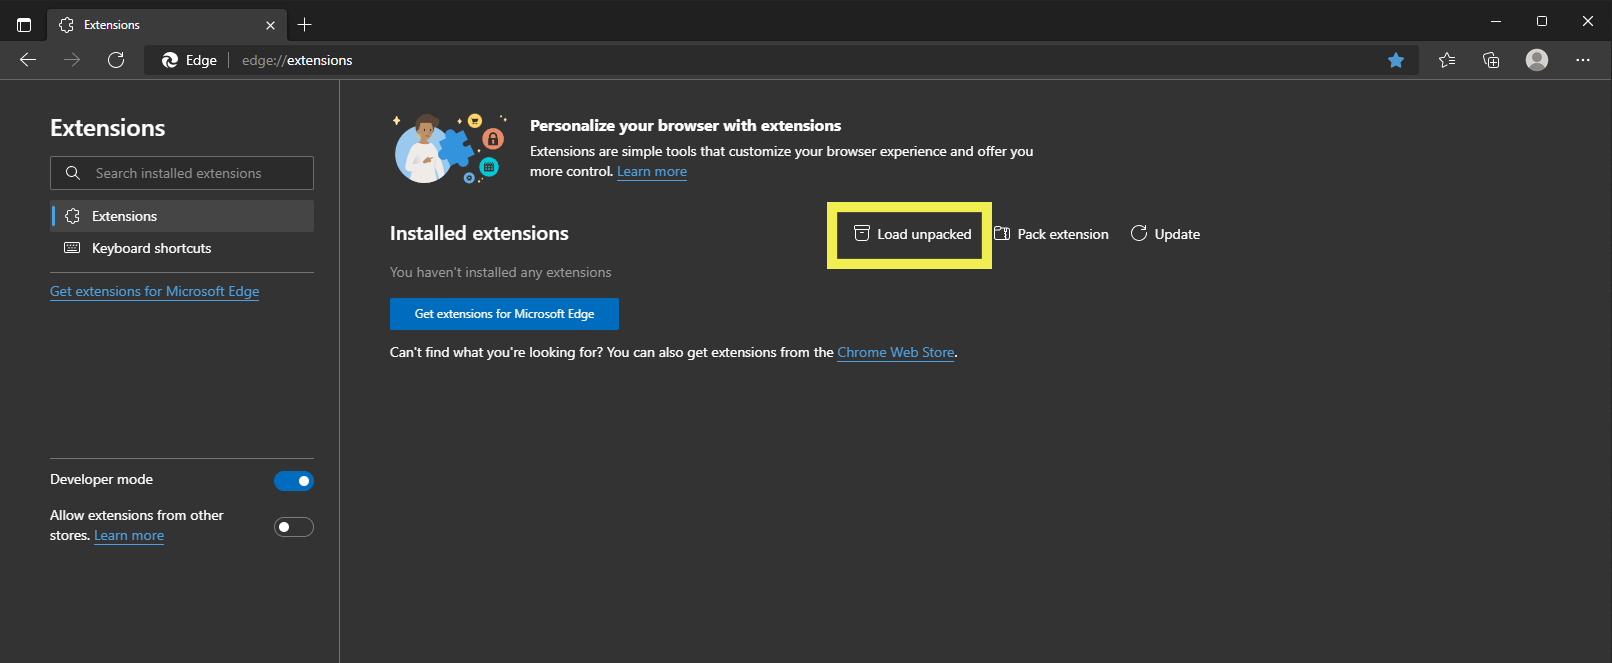 Extensions
Edge edge://extensions
Extensions
Search installed extensions
Extensions
Keyboard shortcuts
Get extensions for Microsoft Edge
Developer mode
Allow extensions from other
stores. Learn more
Personalize your browser with extensions
Extensions are simple tools that customize your browser experience and offer you
more control. Learn more
Installed extensions
Load unpacked
Pack extension
Update
You haven't installed any extensions
Get extensions for Microsoft Edge
Can't find what you're looking for? You can also get extensions from the Chrome Web Store.